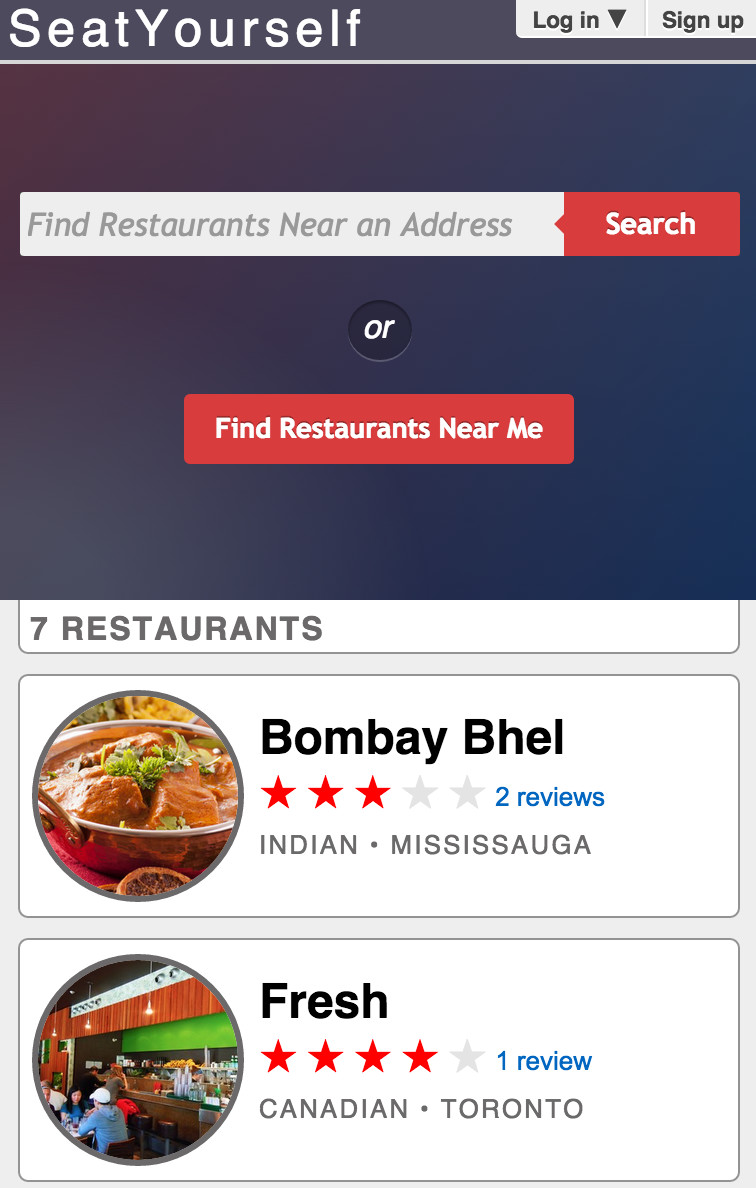 SeatYourself
Log in ▼ Sign up
Find Restaurants Near an Address Search
or
Find Restaurants Near Me
7 RESTAURANTS
Bombay Bhel
2 reviews
INDIAN • MISSISSAUGA
Fresh
1 review
CANADIAN • TORONTO